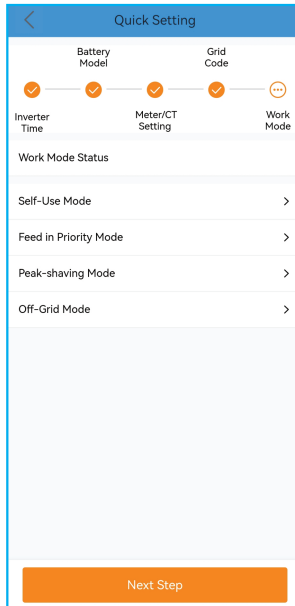 Quick Setting
Battery
Model
Grid
Code
Inverter
Time
Meter/CT
Setting
Work
Mode
Work Mode Status
Self-Use Mode
Feed in Priority Mode
Peak-shaving Mode
Off-Grid Mode
Next Step